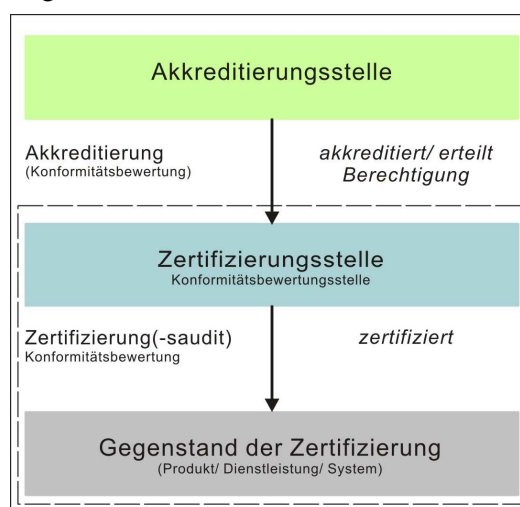 Akkreditierungsstelle
Akkreditierung
(Konformitätsbewertung)
akkreditiert/ erteilt
Berechtigung
Zertifizierungsstelle
Konformitätsbewertungsstelle
Zertifizierung(-saudit)
Konformitätsbewertung
zertifiziert
Gegenstand der Zertifizierung
(Produkt/ Dienstleistung/ System)